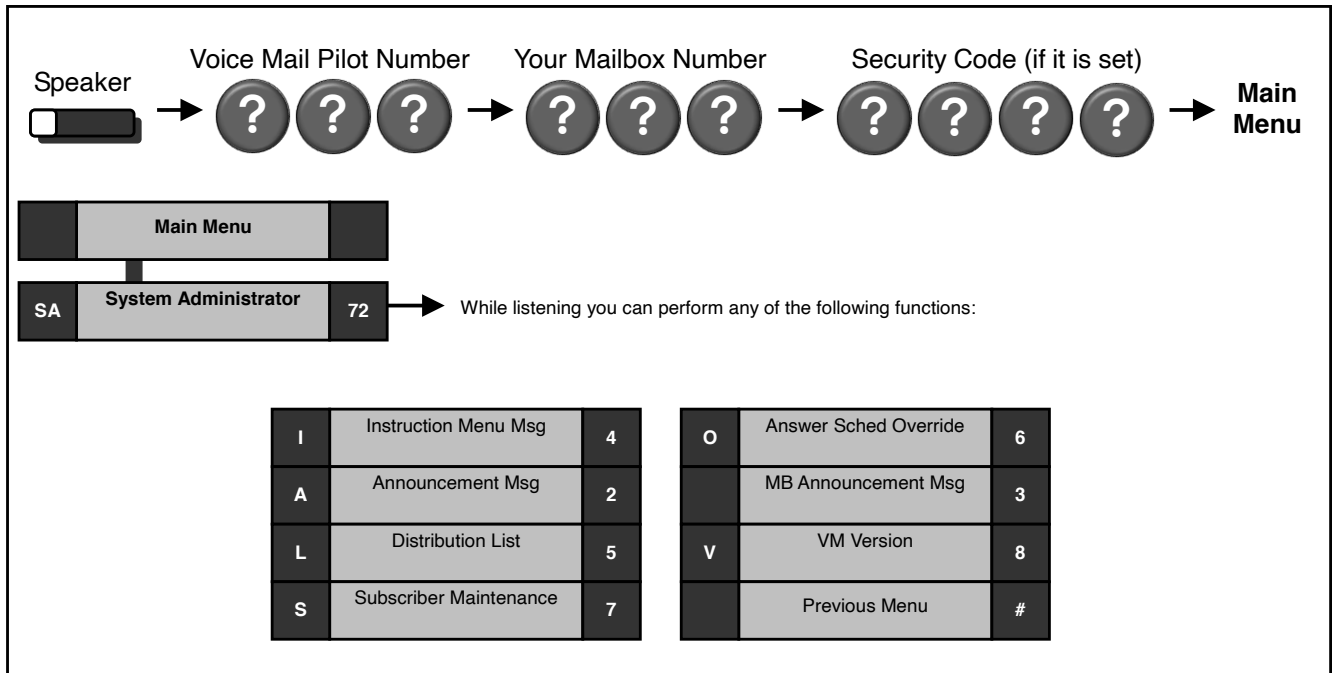 Speaker
Voice Mail Pilot Number
? ? ?
Your Mailbox Number
? ? ?
Security Code (if it is set)
? ? ? ?
Main
Menu
Main Menu
SA System Administrator 72
While listening you can perform any of the following functions:
I Instruction Menu Msg 4
A Announcement Msg 2
L Distribution List 5
S Subscriber Maintenance 7
O Answer Sched Override 6
MB Announcement Msg 3
V VM Version 8
Previous Menu #